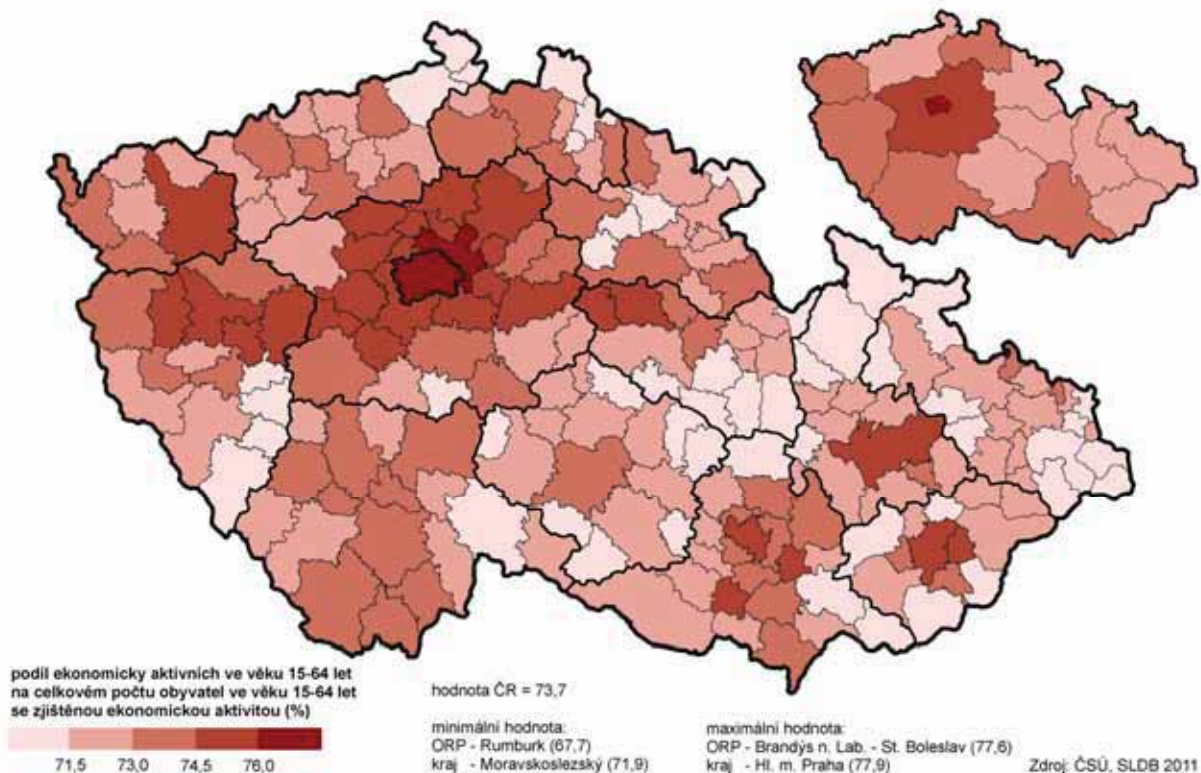 podíl ekonomicky aktivních ve věku 15-64 let
na celkovém počtu obyvatel ve věku 15-64 let
se zjištěnou ekonomickou aktivitou (%)
71,5 73,0 74,5 76,0
hodnota ČR = 73,7
minimální hodnota:
ORP - Rumburk (67,7)
kraj - Moravskoslezský (71,9)
maximální hodnota:
ORP - Brandýs n. Lab. - St. Boleslav (77,6)
kraj - Hl. m. Praha (77,9)
Zdroj: ČSÚ, SLDB 2011